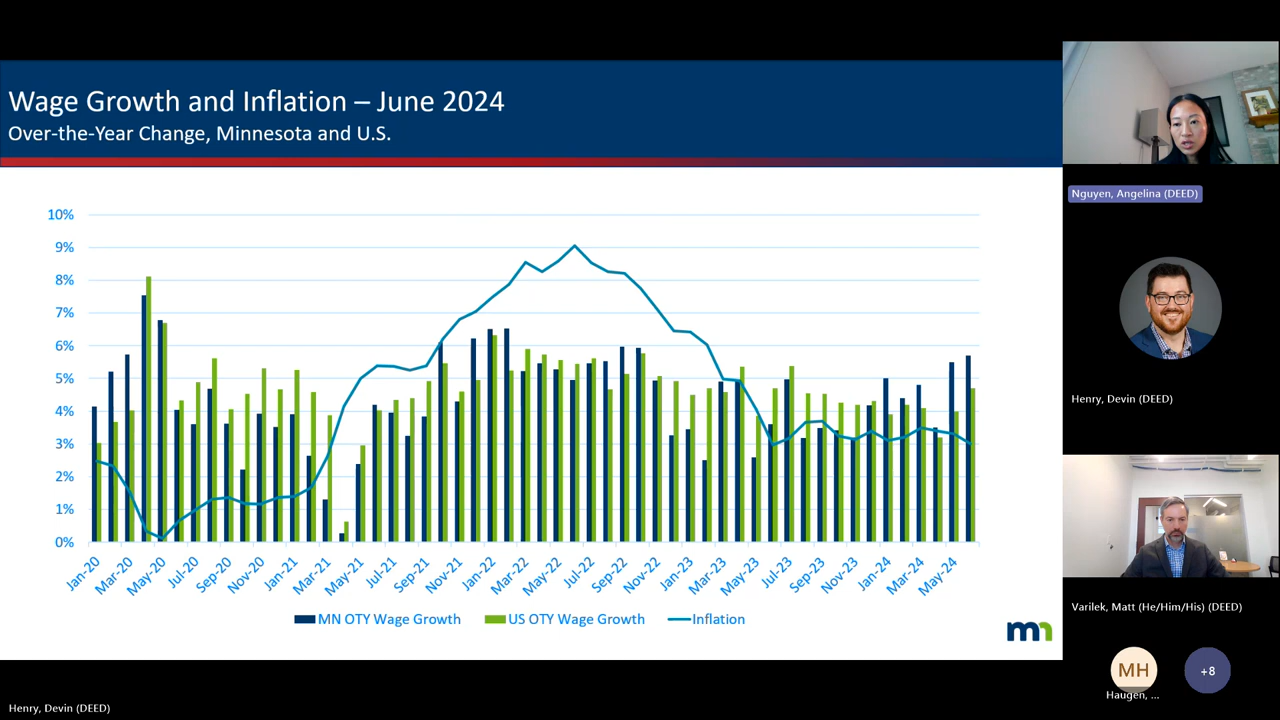 Wage Growth and Inflation – June 2024
Over-the-Year Change, Minnesota and U.S.
10%
9%
8%
7%
6%
5%
4%
3%
2%
1%
0%
Jan-20
Mar-20
May-20
Jul-20
Sep-20
Nov-20
Jan-21
Mar-21
May-21
Jul-21
Sep-21
Nov-21
Jan-22
Mar-22
May-22
Jul-22
Sep-22
Nov-22
Jan-23
Mar-23
May-23
Jul-23
Sep-23
Nov-23
Jan-24
Mar-24
May-24
MN OTY Wage Growth
US OTY Wage Growth
Inflation
mn
Nguyen, Angelina (DEED)
Henry, Devin (DEED)
Varilek, Matt (He/Him/His) (DEED)
MH
Haugen, ...
+8
Henry, Devin (DEED)